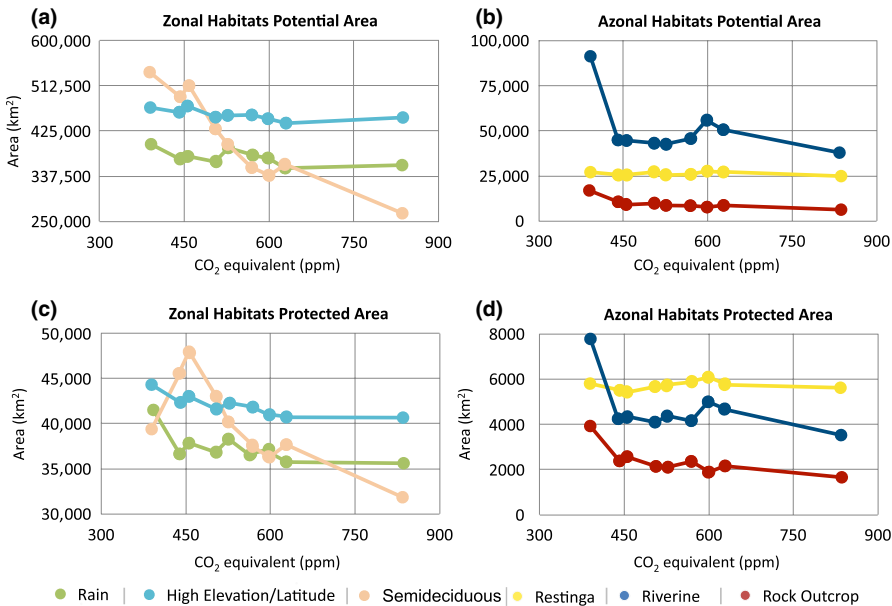 (a) Zonal Habitats Potential Area
600,000
512,500
425,000
337,500
250,000
Area (km²)
300 450 600 750 900
CO₂ equivalent (ppm)
(b) Azonal Habitats Potential Area
100,000
75,000
50,000
25,000
0
Area (km²)
300 450 600 750 900
CO₂ equivalent (ppm)
(c) Zonal Habitats Protected Area
50,000
45,000
40,000
35,000
30,000
Area (km²)
300 450 600 750 900
CO₂ equivalent (ppm)
(d) Azonal Habitats Protected Area
8000
6000
4000
2000
0
Area (km²)
300 450 600 750 900
CO₂ equivalent (ppm)
Rain | High Elevation/Latitude | Semideciduous | Restinga | Riverine | Rock Outcrop